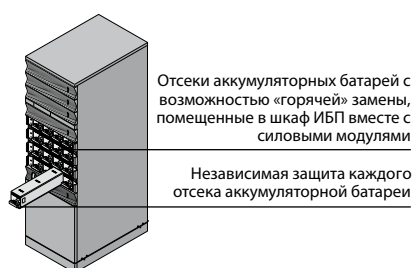 Отсеки аккумуляторных батарей с
возможностью «горячей» замены,
помещенные в шкаф ИБП вместе с
силовыми модулями
Независимая защита каждого
отсека аккумуляторной батареи